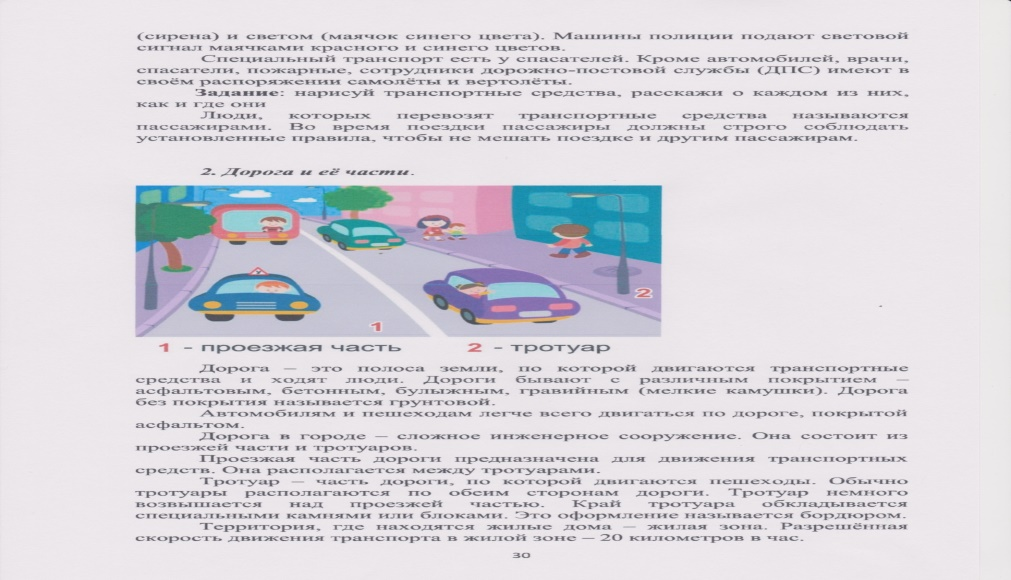 (сирена) и светом (маячок синего цвета). Машины полиции подают световой
сигнал маячками красного и синего цветов.
Специальный транспорт есть у спасателей. Кроме автомобилей, врачи,
спасатели, пожарные, сотрудники дорожно-постовой службы (ДПС) имеют в
своём распоряжении самолёты и вертолёты.
Задание: нарисуй транспортные средства, расскажи о каждом из них,
как и где они
Люди, которых перевозят транспортные средства называются
пассажирами. Во время поездки пассажиры должны строго соблюдать
установленные правила, чтобы не мешать поездке и другим пассажирам.
2. Дорога и её части.
2
1
1 - проезжая часть 2 - тротуар
Дорога – это полоса земли, по которой двигаются транспортные
средства и ходят люди. Дороги бывают с различным покрытием –
асфальтовым, бетонным, булыжным, гравийным (мелкие камушки). Дорога
без покрытия называется грунтовой.
Автомобилям и пешеходам легче всего двигаться по дороге, покрытой
асфальтом.
Дорога в городе – сложное инженерное сооружение. Она состоит из
проезжей части и тротуаров.
Проезжая часть дороги предназначена для движения транспортных
средств. Она располагается между тротуарами.
Тротуар – часть дороги, по которой двигаются пешеходы. Обычно
тротуары располагаются по обеим сторонам дороги. Тротуар немного
возвышается над проезжей частью. Край тротуара обкладывается
специальными камнями или блоками. Это оформление называется бордюром.
Территория, где находятся жилые дома – жилая зона. Разрешённая
скорость движения транспорта в жилой зоне – 20 километров в час.
30